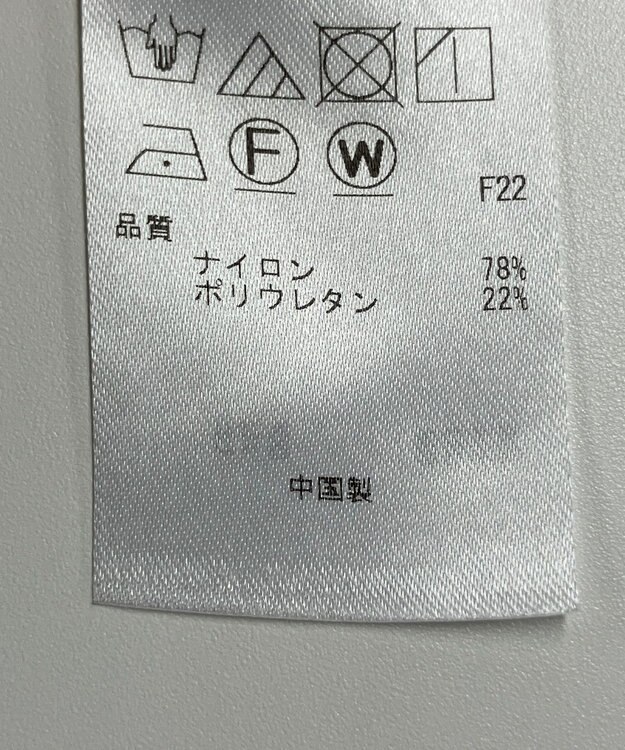 F W
F22
品質
ナイロン 78%
ポリウレタン 22%
中国製